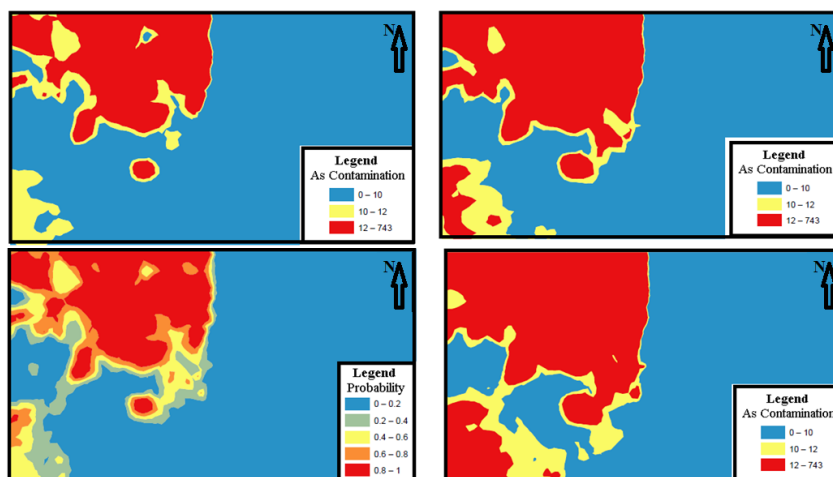 N
Legend
As Contamination
0 – 10
10 – 12
12 – 743
N
Legend
As Contamination
0 – 10
10 – 12
12 – 743
N
Legend
Probability
0 – 0.2
0.2 – 0.4
0.4 – 0.6
0.6 – 0.8
0.8 – 1
N
Legend
As Contamination
0 – 10
10 – 12
12 – 743